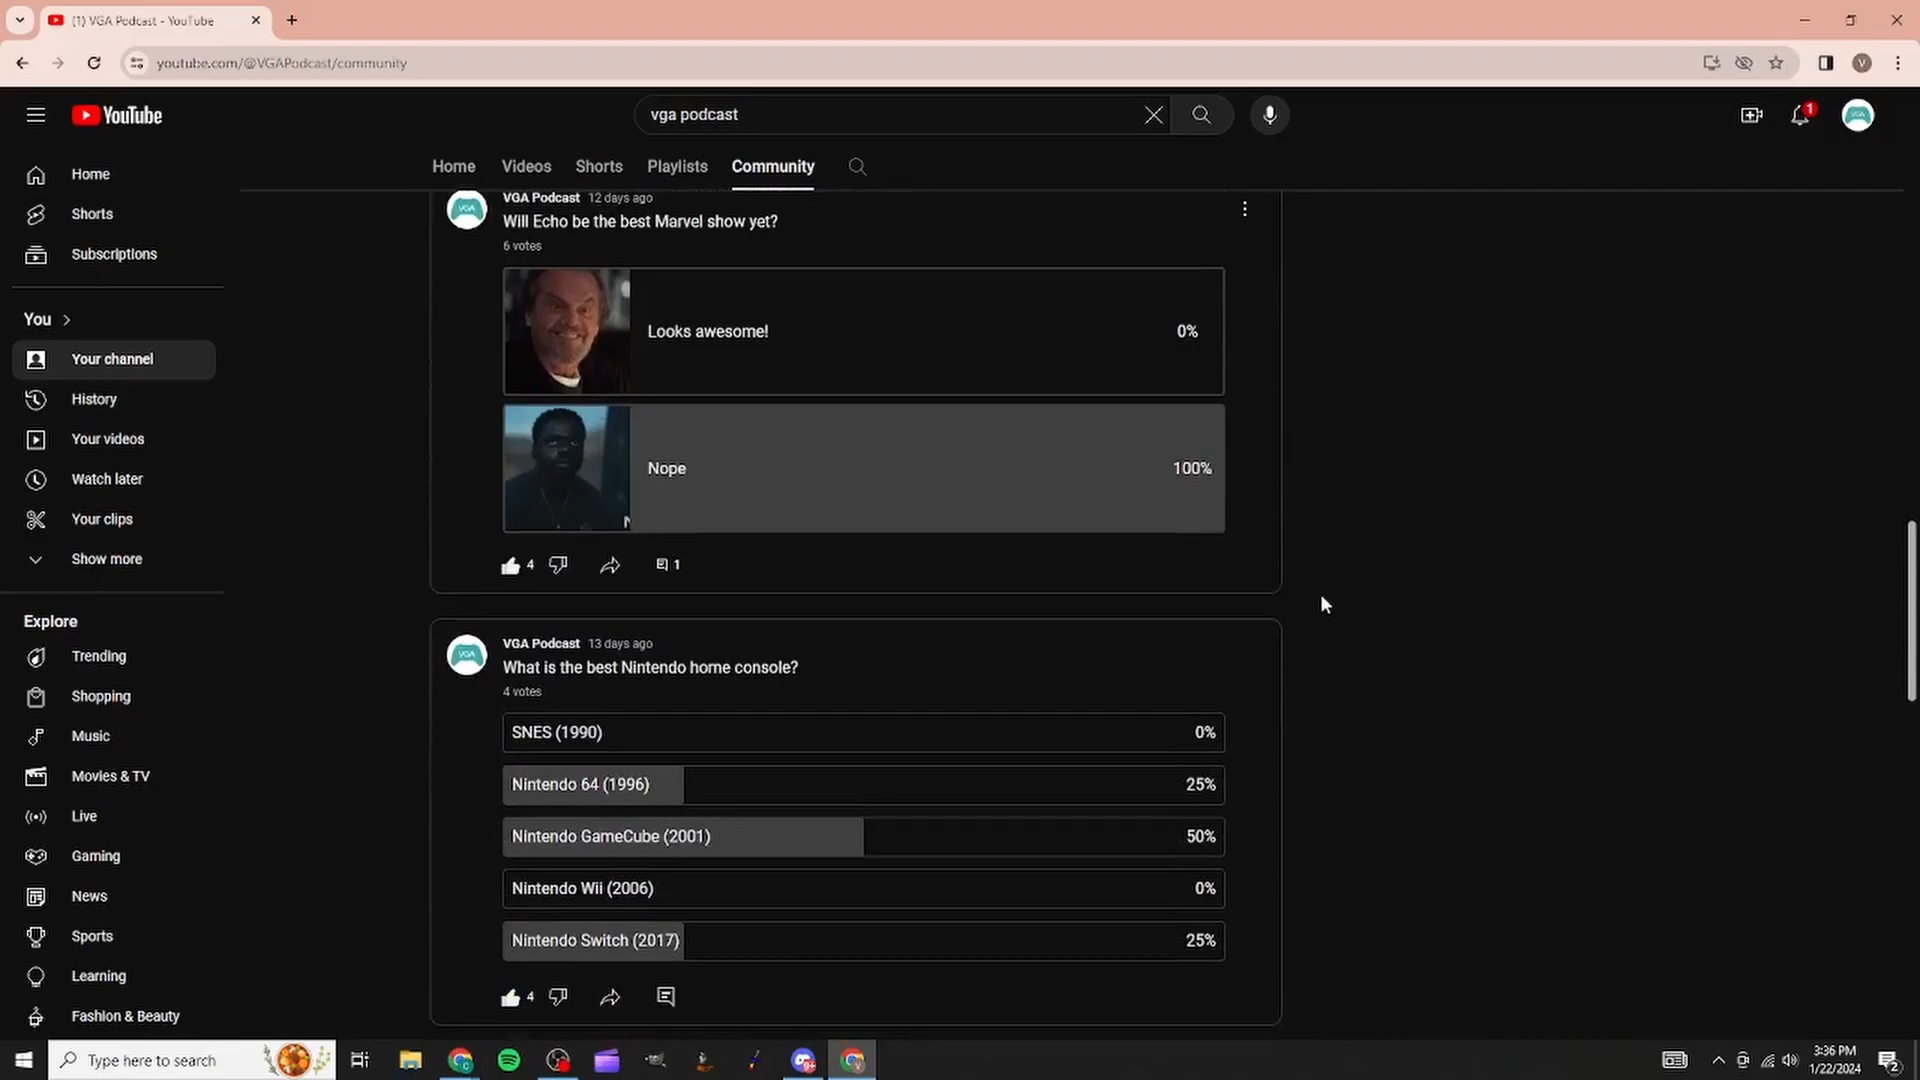 (1) VGA Podcast - YouTube
youtube.com/@VGAPodcast/community
YouTube
vga podcast
1
VGA
Home
Videos
Shorts
Playlists
Community
Home
Shorts
Subscriptions
You
Your channel
History
Your videos
Watch later
Your clips
Show more
Explore
Trending
Shopping
Music
Movies & TV
Live
Gaming
News
Sports
Learning
Fashion & Beauty
VGA
VGA Podcast 12 days ago
Will Echo be the best Marvel show yet?
6 votes
Looks awesome! 0%
Nope 100%
4
1
VGA
VGA Podcast 13 days ago
What is the best Nintendo home console?
4 votes
SNES (1990) 0%
Nintendo 64 (1996) 25%
Nintendo GameCube (2001) 50%
Nintendo Wii (2006) 0%
Nintendo Switch (2017) 25%
4
Type here to search
3:36 PM
1/22/2024
2